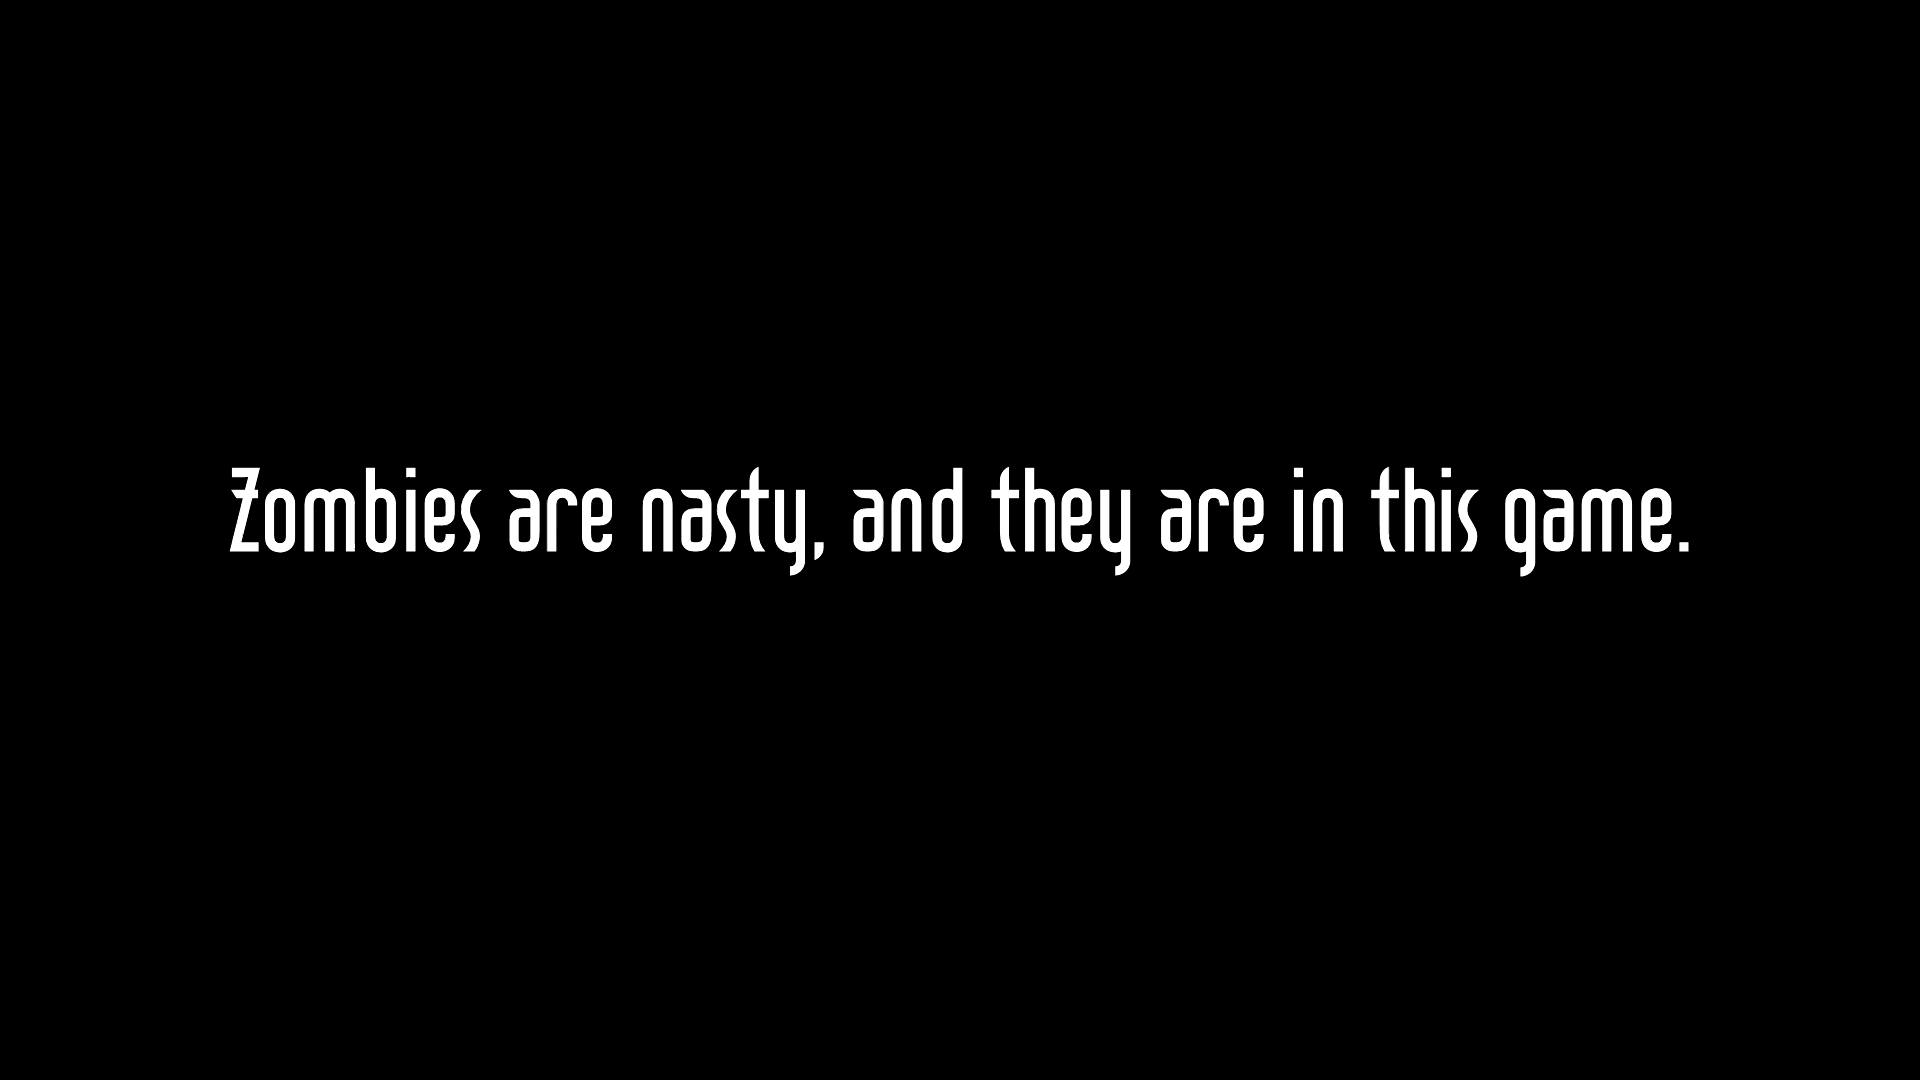 Zombies are nasty, and they are in this game.